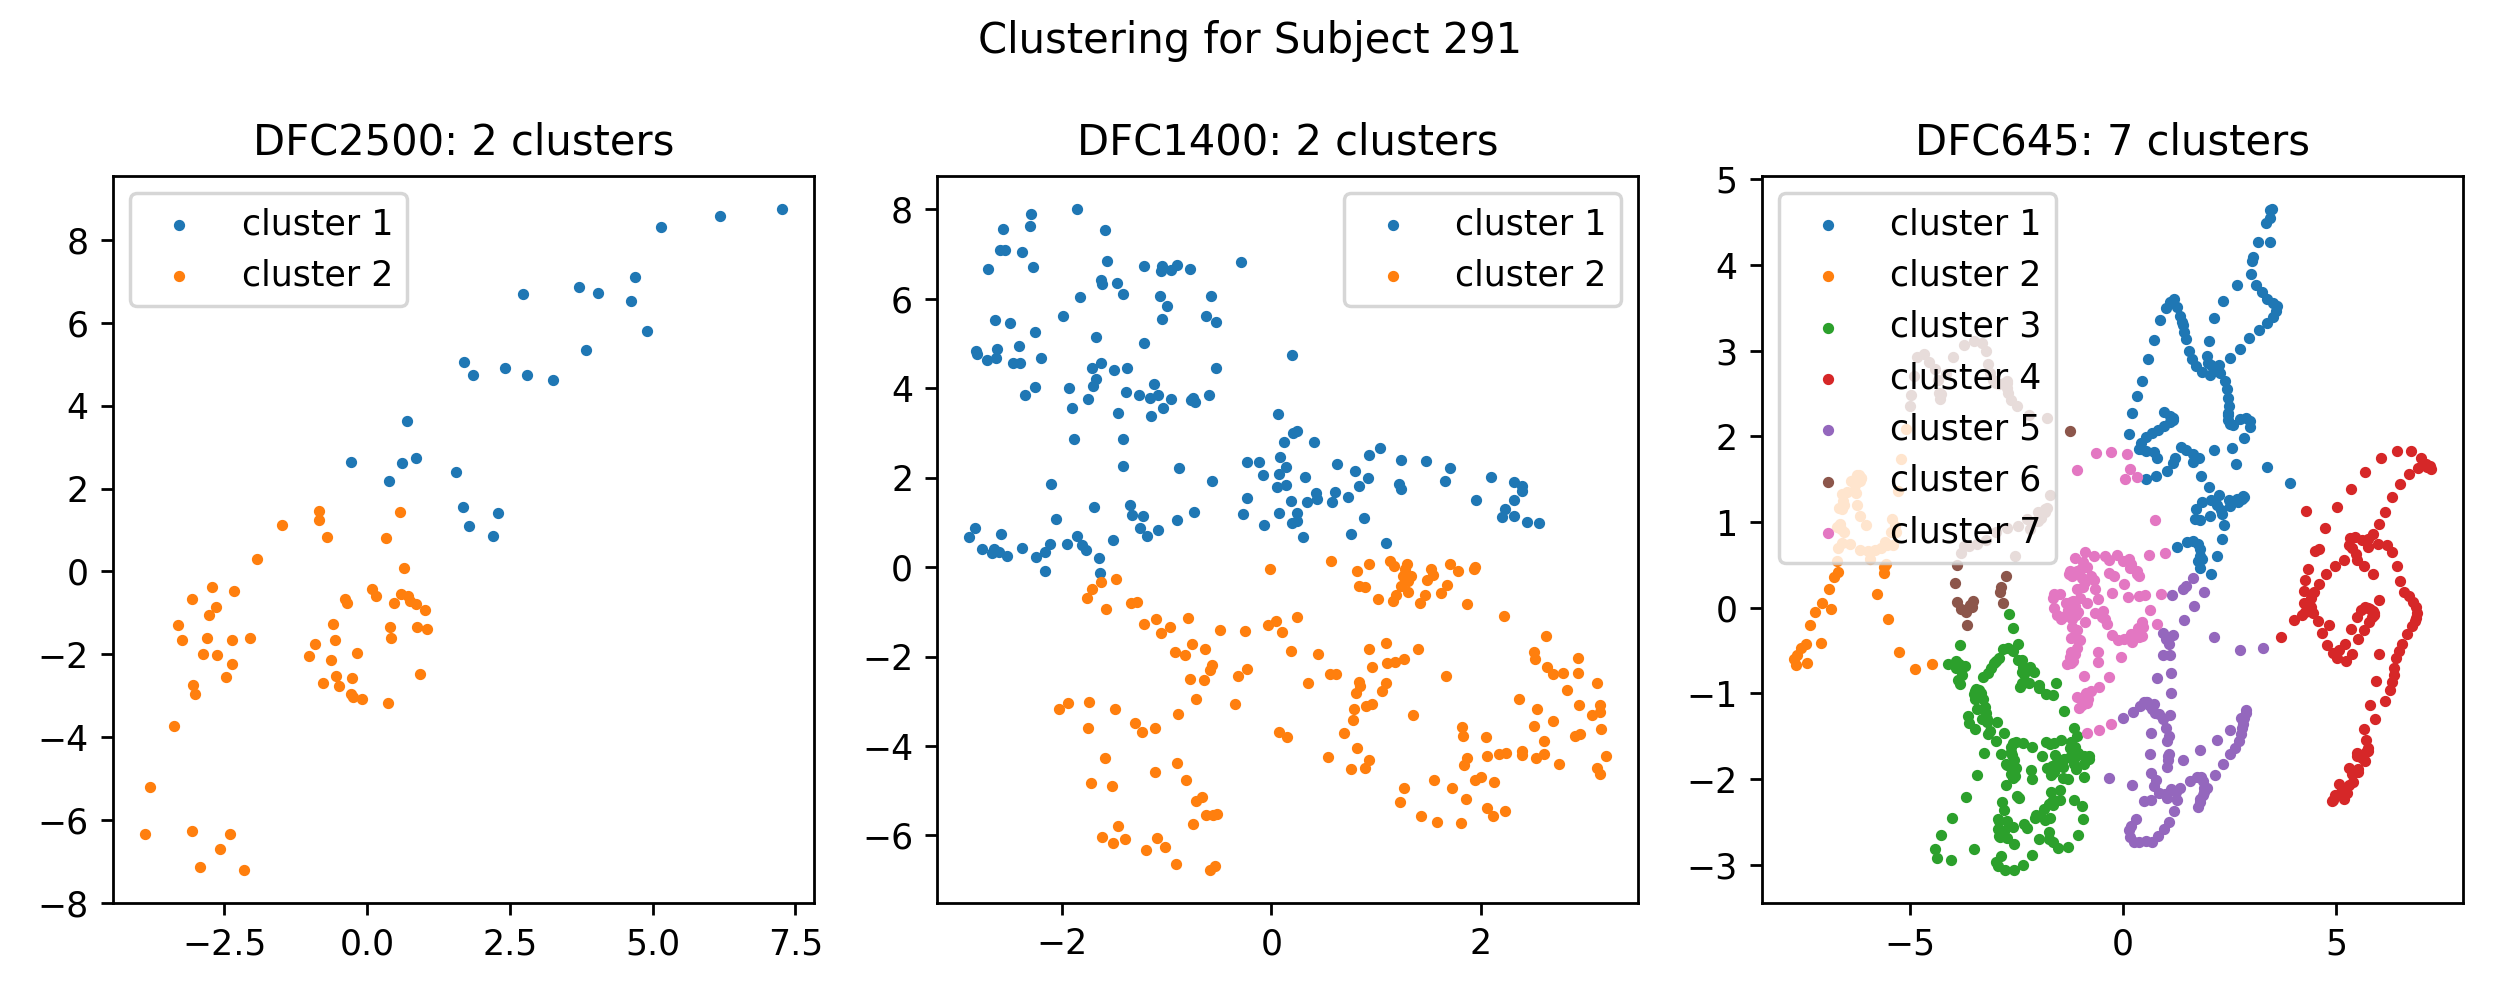 Clustering for Subject 291
DFC2500: 2 clusters
8
6
4
2
0
−2
−4
−6
−8
−2.5
0.0
2.5
5.0
7.5
cluster 1
cluster 2
DFC1400: 2 clusters
8
6
4
2
0
−2
−4
−6
−2
0
2
cluster 1
cluster 2
DFC645: 7 clusters
5
4
3
2
1
0
−1
−2
−3
−5
0
5
cluster 1
cluster 2
cluster 3
cluster 4
cluster 5
cluster 6
cluster 7